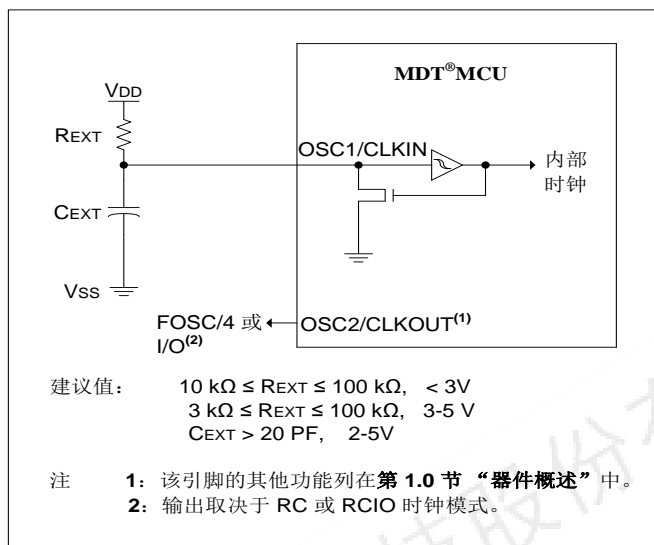 MDT®MCU
VDD
REXT
OSC1/CLKIN
内部
时钟
CEXT
VSS
FOSC/4 或
I/O(2)
OSC2/CLKOUT(1)
建议值： 10 kΩ ≤ REXT ≤ 100 kΩ, < 3V
3 kΩ ≤ REXT ≤ 100 kΩ, 3-5 V
CEXT > 20 PF, 2-5V
注 1：该引脚的其他功能列在第 1.0 节 “器件概述”中。
2：输出取决于 RC 或 RCIO 时钟模式。